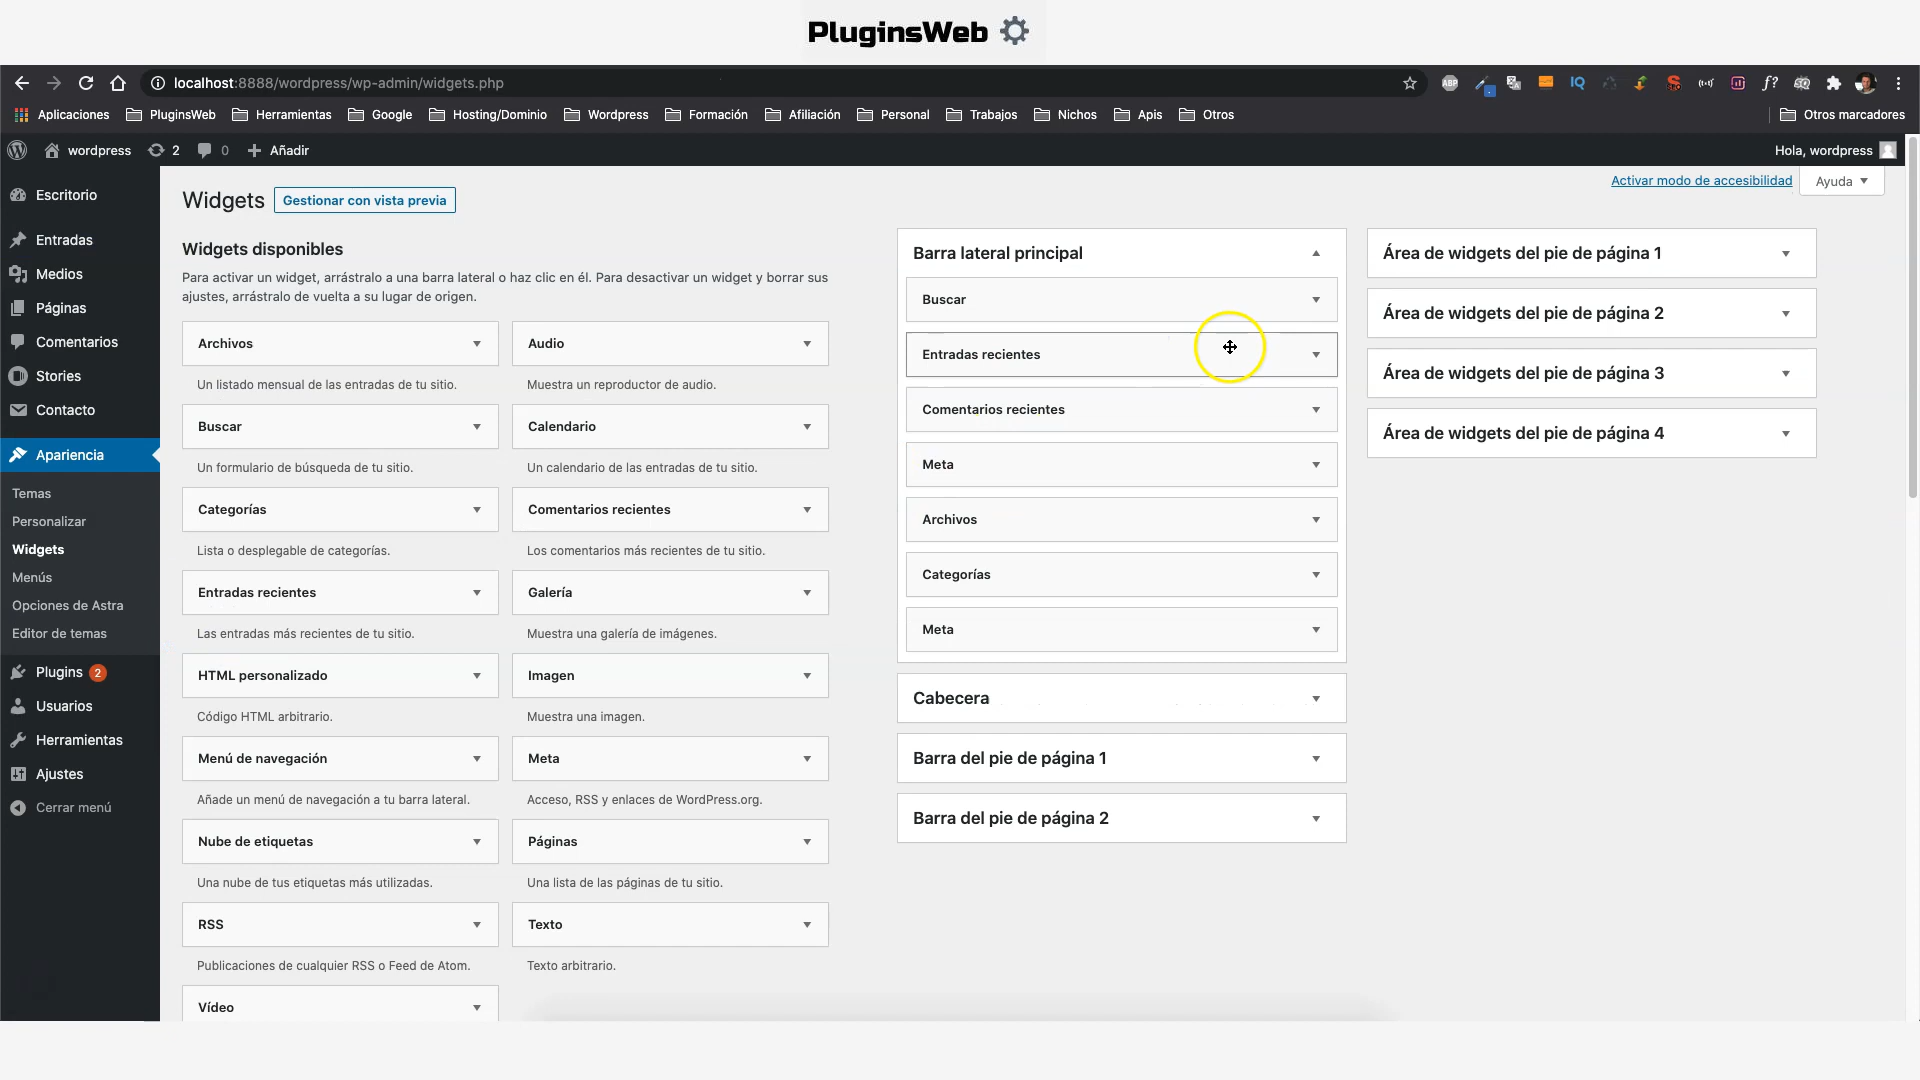 PluginsWeb
localhost:8888/wordpress/wp-admin/widgets.php
Aplicaciones PluginsWeb Herramientas Google Hosting/Dominio Wordpress Formación Afiliación Personal Trabajos Nichos Apis Otros Otros marcadores
wordpress 2 0 Añadir Hola, wordpress
Escritorio
Entradas
Medios
Páginas
Comentarios
Stories
Contacto
Apariencia
Temas
Personalizar
Widgets
Menús
Opciones de Astra
Editor de temas
Plugins 2
Usuarios
Herramientas
Ajustes
Cerrar menú
Activar modo de accesibilidad Ayuda
Widgets Gestionar con vista previa
Widgets disponibles
Para activar un widget, arrástralo a una barra lateral o haz clic en él. Para desactivar un widget y borrar sus
ajustes, arrástralo de vuelta a su lugar de origen.
Archivos Audio
Un listado mensual de las entradas de tu sitio. Muestra un reproductor de audio.
Buscar Calendario
Un formulario de búsqueda de tu sitio. Un calendario de las entradas de tu sitio.
Categorías Comentarios recientes
Lista o desplegable de categorías. Los comentarios más recientes de tu sitio.
Entradas recientes Galería
Las entradas más recientes de tu sitio. Muestra una galería de imágenes.
HTML personalizado Imagen
Código HTML arbitrario. Muestra una imagen.
Menú de navegación Meta
Añade un menú de navegación a tu barra lateral. Acceso, RSS y enlaces de WordPress.org.
Nube de etiquetas Páginas
Una nube de tus etiquetas más utilizadas. Una lista de las páginas de tu sitio.
RSS Texto
Publicaciones de cualquier RSS o Feed de Atom. Texto arbitrario.
Vídeo
Barra lateral principal
Buscar
Entradas recientes
Comentarios recientes
Meta
Archivos
Categorías
Meta
Cabecera
Barra del pie de página 1
Barra del pie de página 2
Área de widgets del pie de página 1
Área de widgets del pie de página 2
Área de widgets del pie de página 3
Área de widgets del pie de página 4